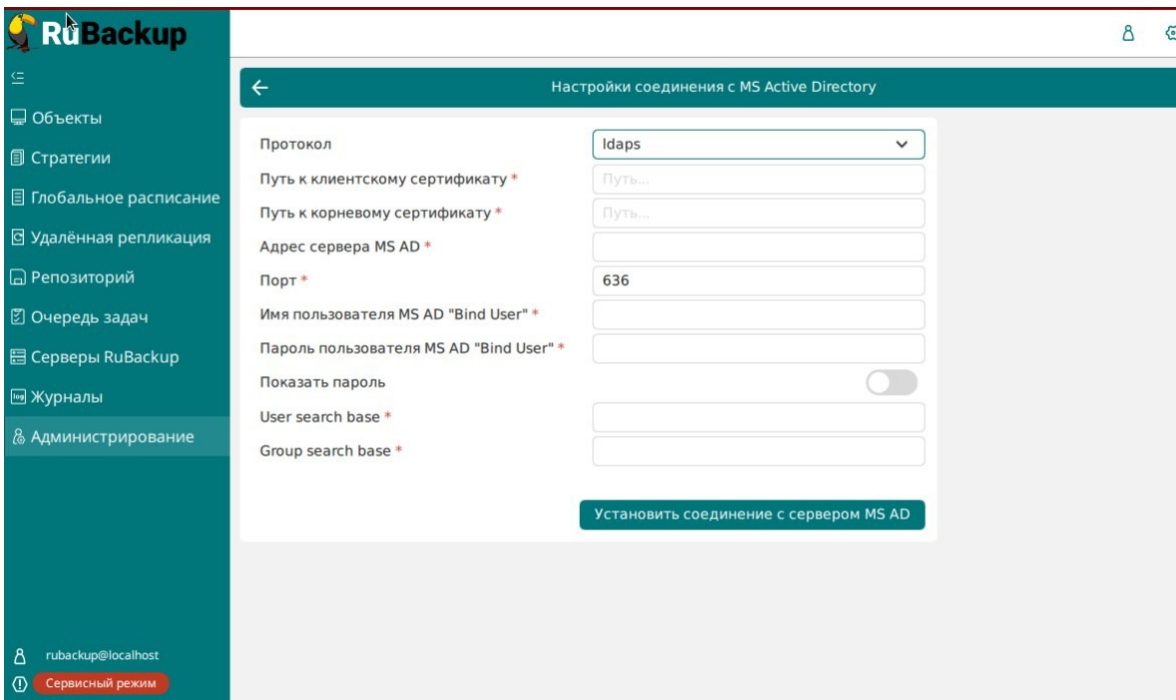 RuBackup
Объекты
Стратегии
Глобальное расписание
Удалённая репликация
Репозиторий
Очередь задач
Серверы RuBackup
Журналы
Администрирование
rubackup@localhost
Сервисный режим
Настройки соединения с MS Active Directory
Протокол ldaps
Путь к клиентскому сертификату * Путь...
Путь к корневому сертификату * Путь...
Адрес сервера MS AD *
Порт * 636
Имя пользователя MS AD "Bind User" *
Пароль пользователя MS AD "Bind User" *
Показать пароль
User search base *
Group search base *
Установить соединение с сервером MS AD